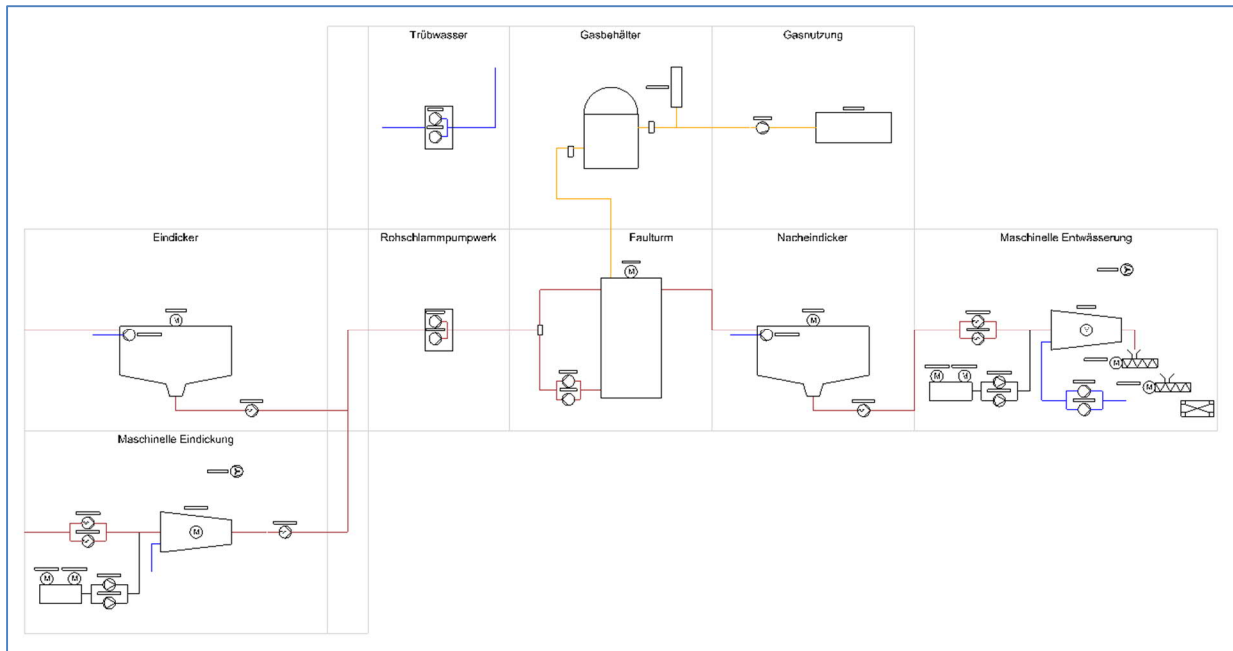 Trübwasser
Gasbehälter
Gasnutzung
Eindicker
Rohschlammpumpwerk
Faulturm
Nacheindicker
Maschinelle Entwässerung
M
M
M
M
M
M
M
M
Maschinelle Eindickung
M
M
M